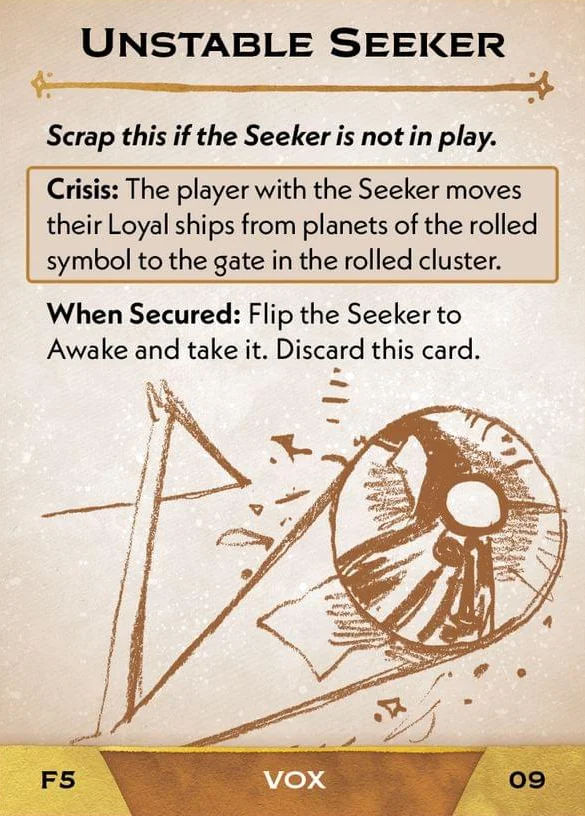 UNSTABLE SEEKER
Scrap this if the Seeker is not in play.
Crisis: The player with the Seeker moves
their Loyal ships from planets of the rolled
symbol to the gate in the rolled cluster.
When Secured: Flip the Seeker to
Awake and take it. Discard this card.
F5 VOX 09